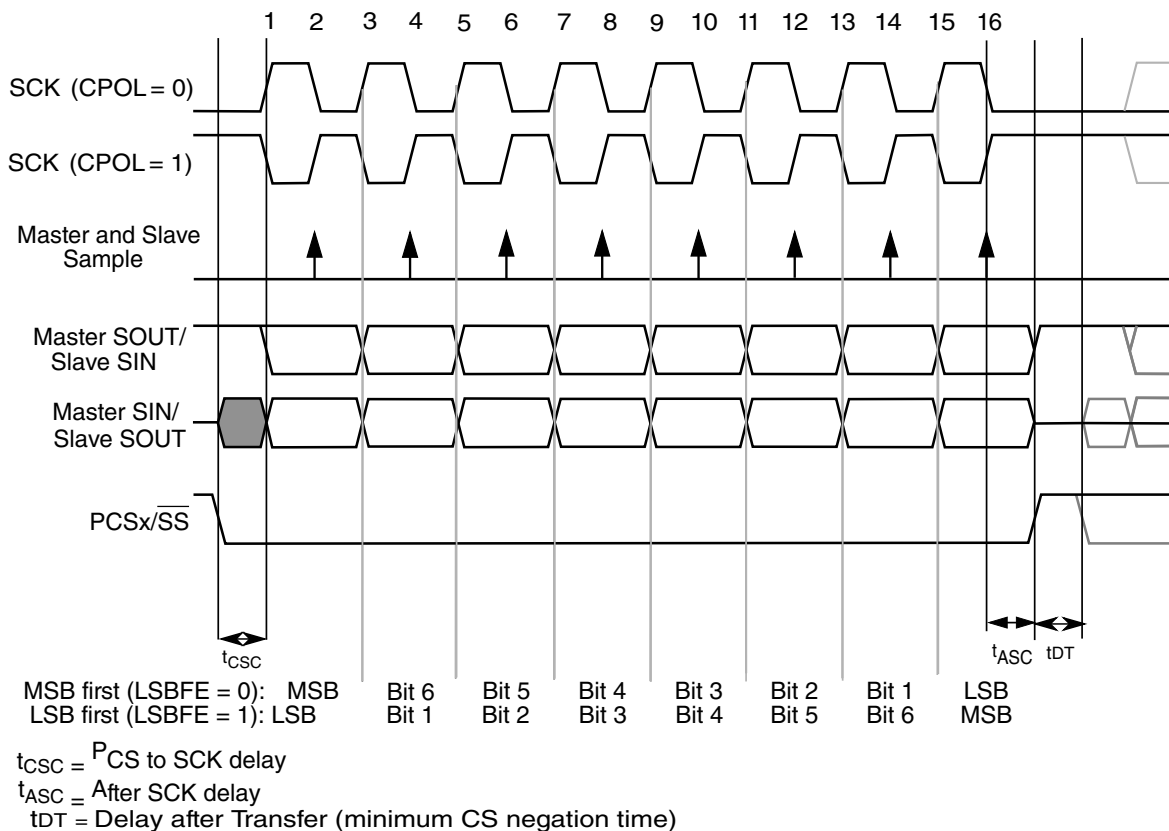 1 2 3 4 5 6 7 8 9 10 11 12 13 14 15 16
SCK (CPOL = 0)
SCK (CPOL = 1)
Master and Slave
Sample
Master SOUT/
Slave SIN
Master SIN/
Slave SOUT
PCSx/SS
tCSC
tASC
tDT
MSB first (LSBFE = 0): MSB Bit 6 Bit 5 Bit 4 Bit 3 Bit 2 Bit 1 LSB
LSB first (LSBFE = 1): LSB Bit 1 Bit 2 Bit 3 Bit 4 Bit 5 Bit 6 MSB
tCSC = PCS to SCK delay
tASC = After SCK delay
tDT = Delay after Transfer (minimum CS negation time)